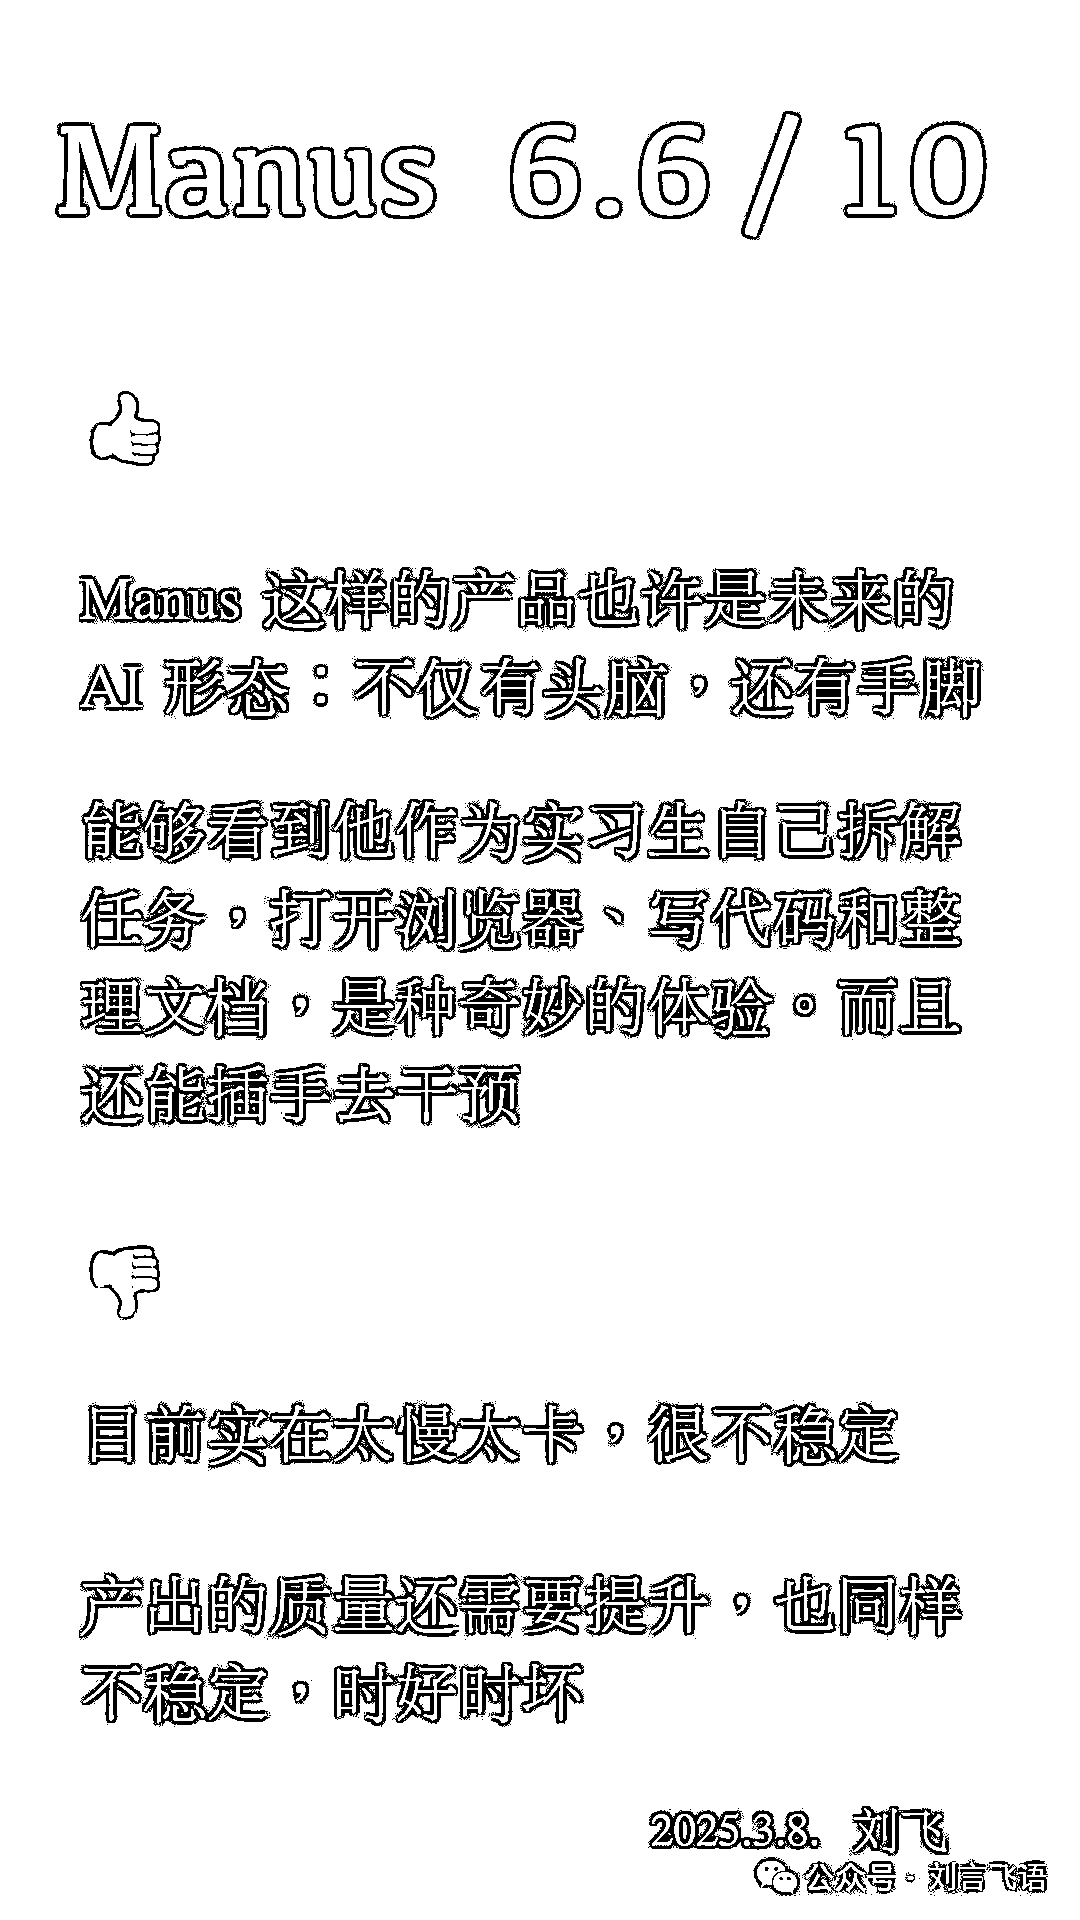 Manus 6.6 / 10
👍
Manus 这样的产品也许是未来的
AI 形态：不仅有头脑，还有手脚
能够看到他作为实习生自己拆解
任务，打开浏览器、写代码和整
理文档，是种奇妙的体验。而且
还能插手去干预
👎
目前实在太慢太卡，很不稳定
产出的质量还需要提升，也同样
不稳定，时好时坏
2025.3.8. 刘飞
公众号·刘言飞语